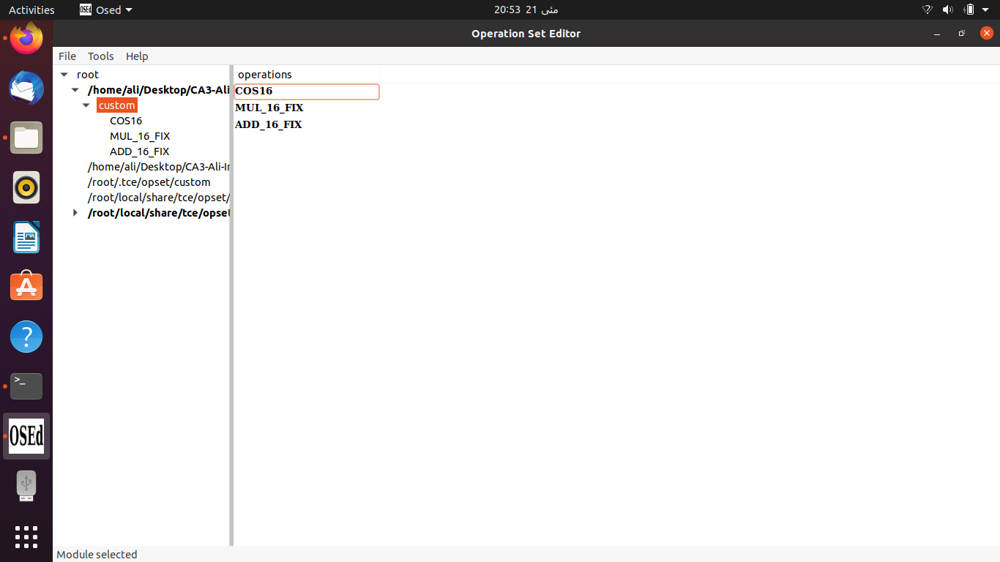 Activities
Osed
20:53 21 مئی
Operation Set Editor
File Tools Help
root
/home/ali/Desktop/CA3-Ali
custom
COS16
MUL_16_FIX
ADD_16_FIX
/home/ali/Desktop/CA3-Ali-I
/root/.tce/opset/custom
/root/local/share/tce/opset/
/root/local/share/tce/opset
operations
COS16
MUL_16_FIX
ADD_16_FIX
OSEd
Module selected